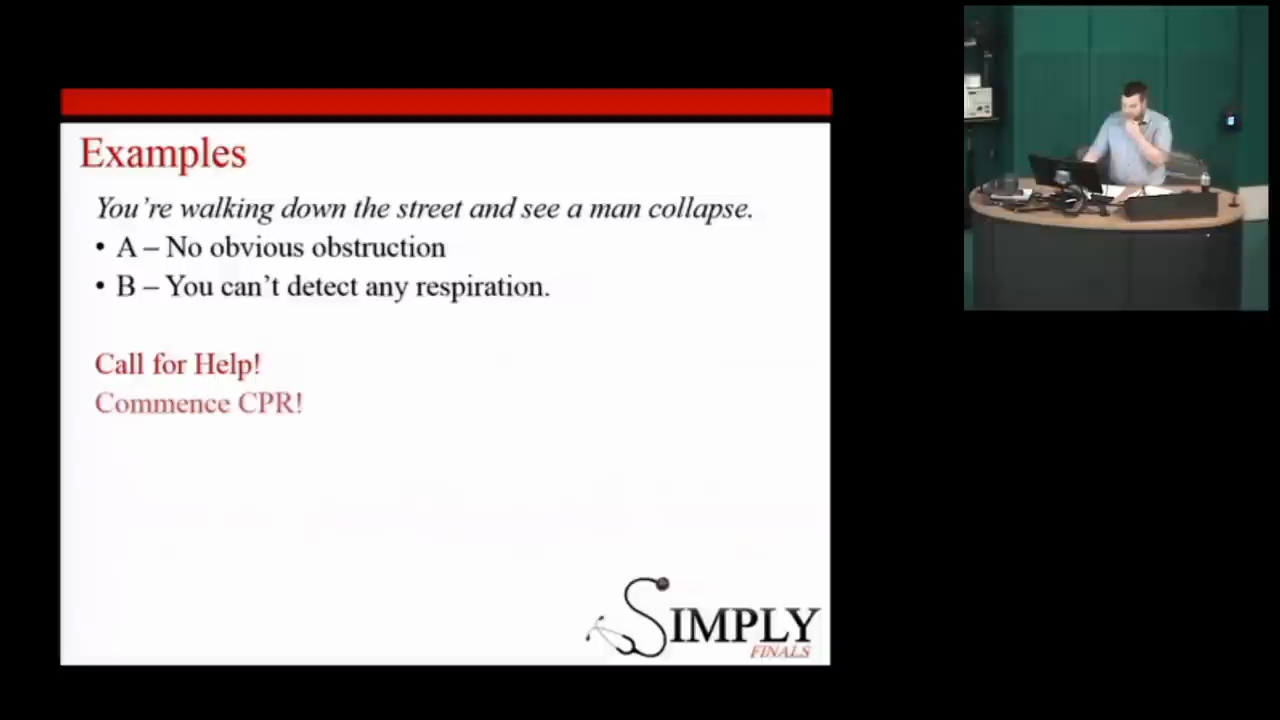 Examples
You're walking down the street and see a man collapse.
• A – No obvious obstruction
• B – You can't detect any respiration.
Call for Help!
Commence CPR!
SIMPLY
FINALS